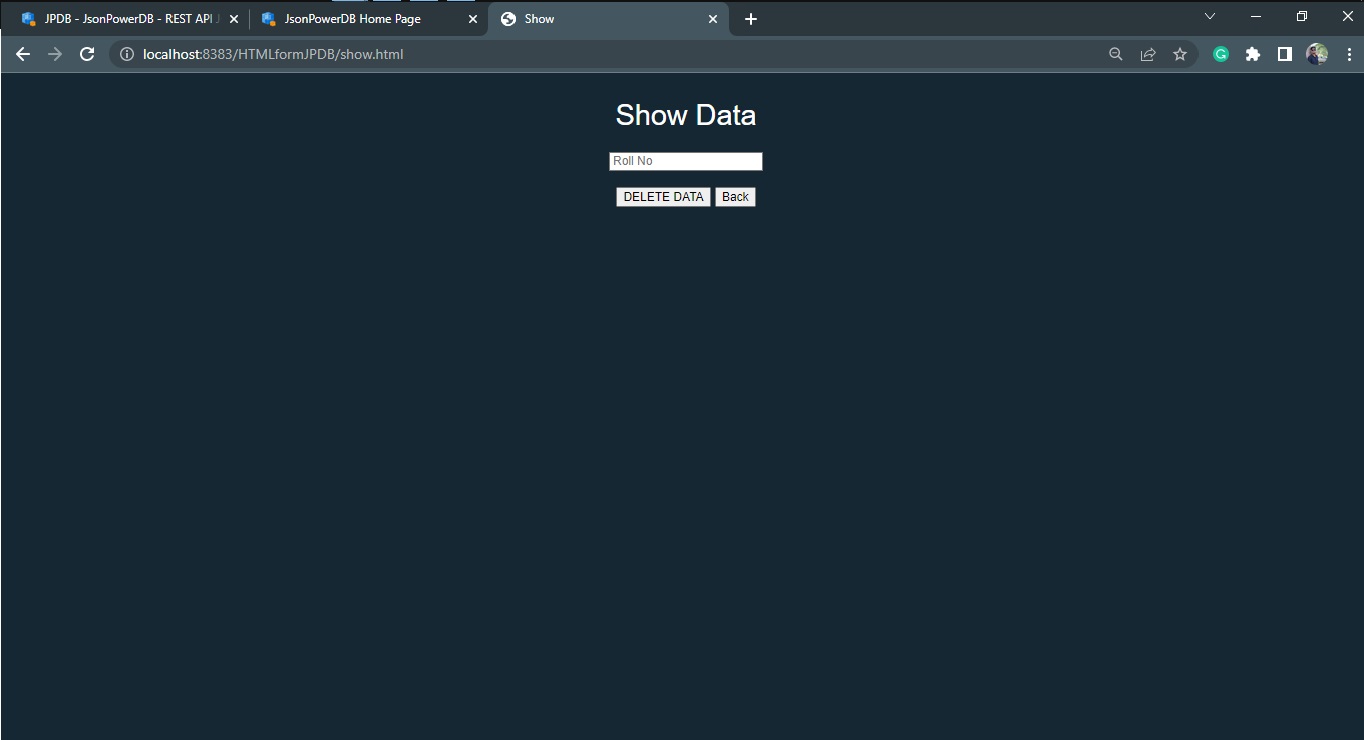 JPDB - JsonPowerDB - REST API J
JsonPowerDB Home Page
Show
localhost:8383/HTMLformJPDB/show.html
Show Data
Roll No
DELETE DATA Back